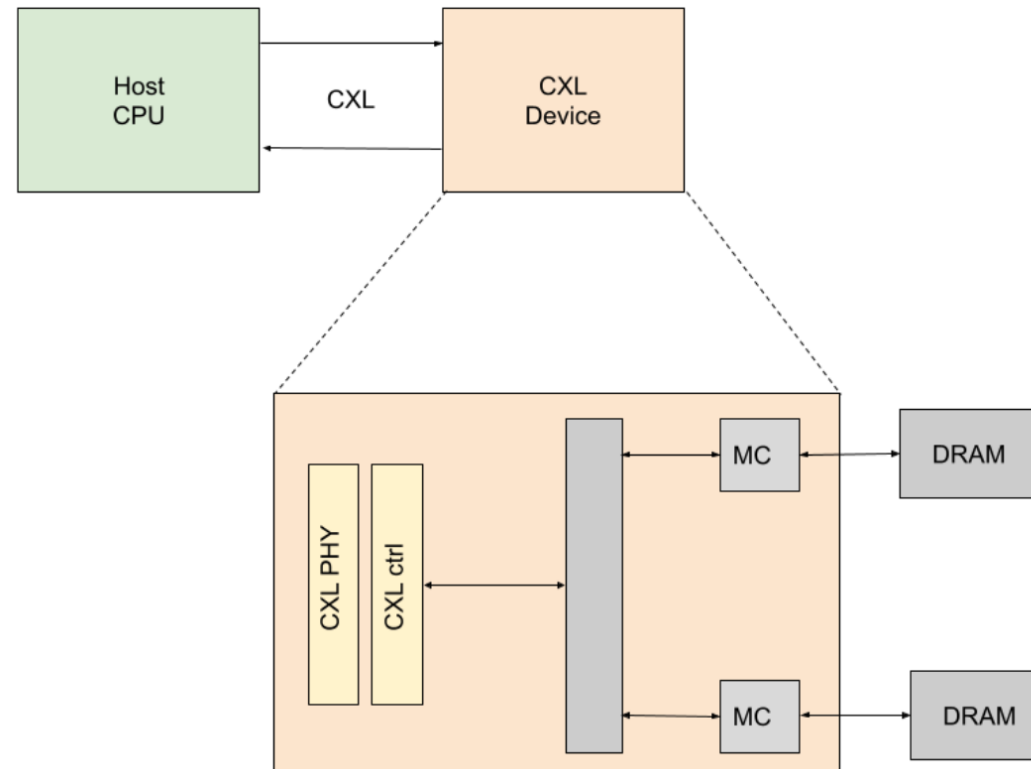 Host
CPU
CXL
CXL
Device
CXL PHY
CXL ctrl
MC
DRAM
MC
DRAM